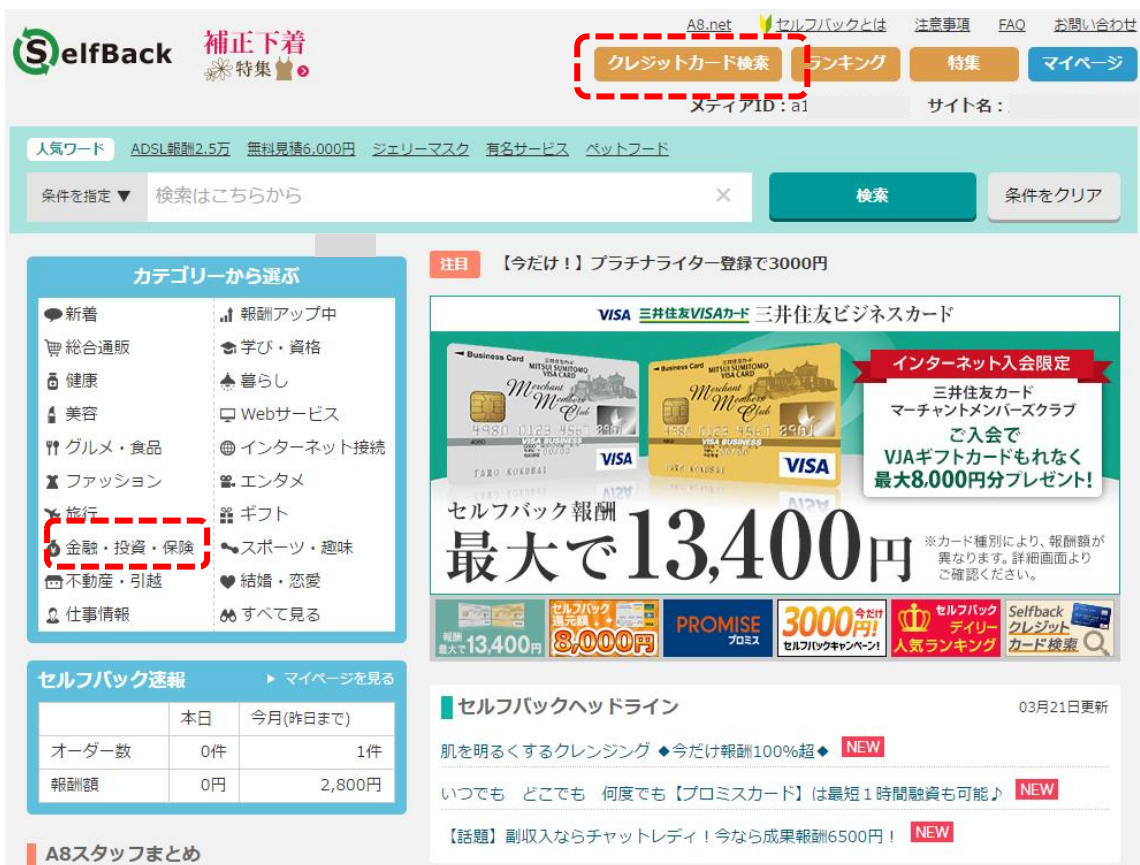 A8.net セルフバックとは 注意事項 FAQ お問い合わせ
SelfBack 補正下着
特集
クレジットカード検索 ランキング 特集 マイページ
メディアID：a1 サイト名：
人気ワード ADSL報酬2.5万 無料見積6,000円 ジェリーマスク 有名サービス ペットフード
条件を指定▼ 検索はこちらから × 検索 条件をクリア
カテゴリーから選ぶ
新着 報酬アップ中
総合通販 学び・資格
健康 暮らし
美容 Webサービス
グルメ・食品 インターネット接続
ファッション エンタメ
旅行 ギフト
金融・投資・保険 スポーツ・趣味
不動産・引越 結婚・恋愛
仕事情報 すべて見る
セルフバック速報 ▶ マイページを見る
本日 今月(昨日まで)
オーダー数 0件 1件
報酬額 0円 2,800円
A8スタッフまとめ
注目 【今だけ！】プラチナライター登録で3000円
VISA 三井住友VISAカード 三井住友ビジネスカード
Business Card MITSUI SUMITOMO VISA CARD
Merchant Members Club
4980 0123 4567 8901
VISA BUSINESS
TARO KOKUSAI VISA
Business Card MITSUI SUMITOMO VISA CARD
Merchant Members Club
VISA BUSINESS
VISA
インターネット入会限定
三井住友カード
マーチャントメンバーズクラブ
ご入会で
VJAギフトカードもれなく
最大8,000円分プレゼント!
セルフバック報酬
最大で13,400円
※カード種別により、報酬額が
異なります。詳細画面より
ご確認ください。
報酬最大で13,400円
セルフバック還元額8,000円
PROMISE プロミス
3000円! 今だけ セルフバックキャンペーン!
セルフバック デイリー 人気ランキング
Selfback クレジット カード検索
セルフバックヘッドライン 03月21日更新
肌を明るくするクレンジング ◆今だけ報酬100%超◆ NEW
いつでも どこでも 何度でも【プロミスカード】は最短１時間融資も可能♪ NEW
【話題】副収入ならチャットレディ！今なら成果報酬6500円！ NEW